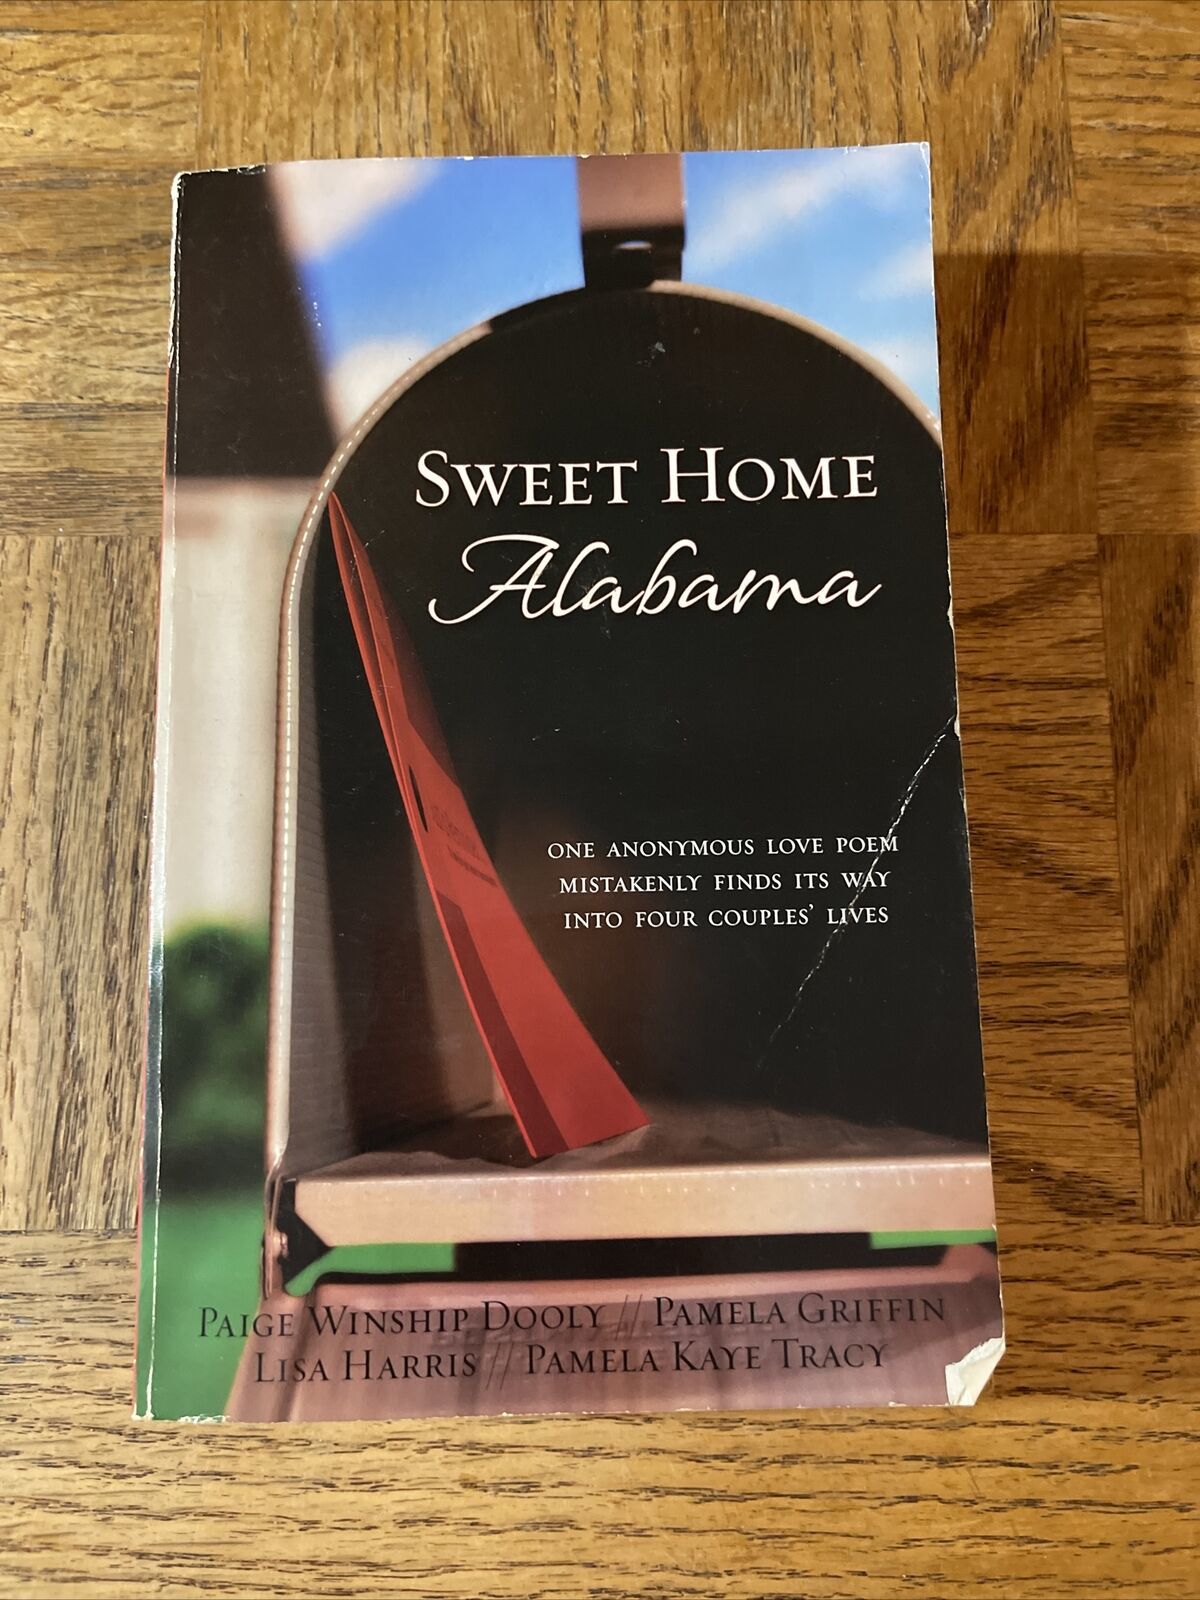 SWEET HOME
Alabama
ONE ANONYMOUS LOVE POEM
MISTAKENLY FINDS ITS WAY
INTO FOUR COUPLES' LIVES
PAIGE WINSHIP DOOLY // PAMELA GRIFFIN
LISA HARRIS // PAMELA KAYE TRACY